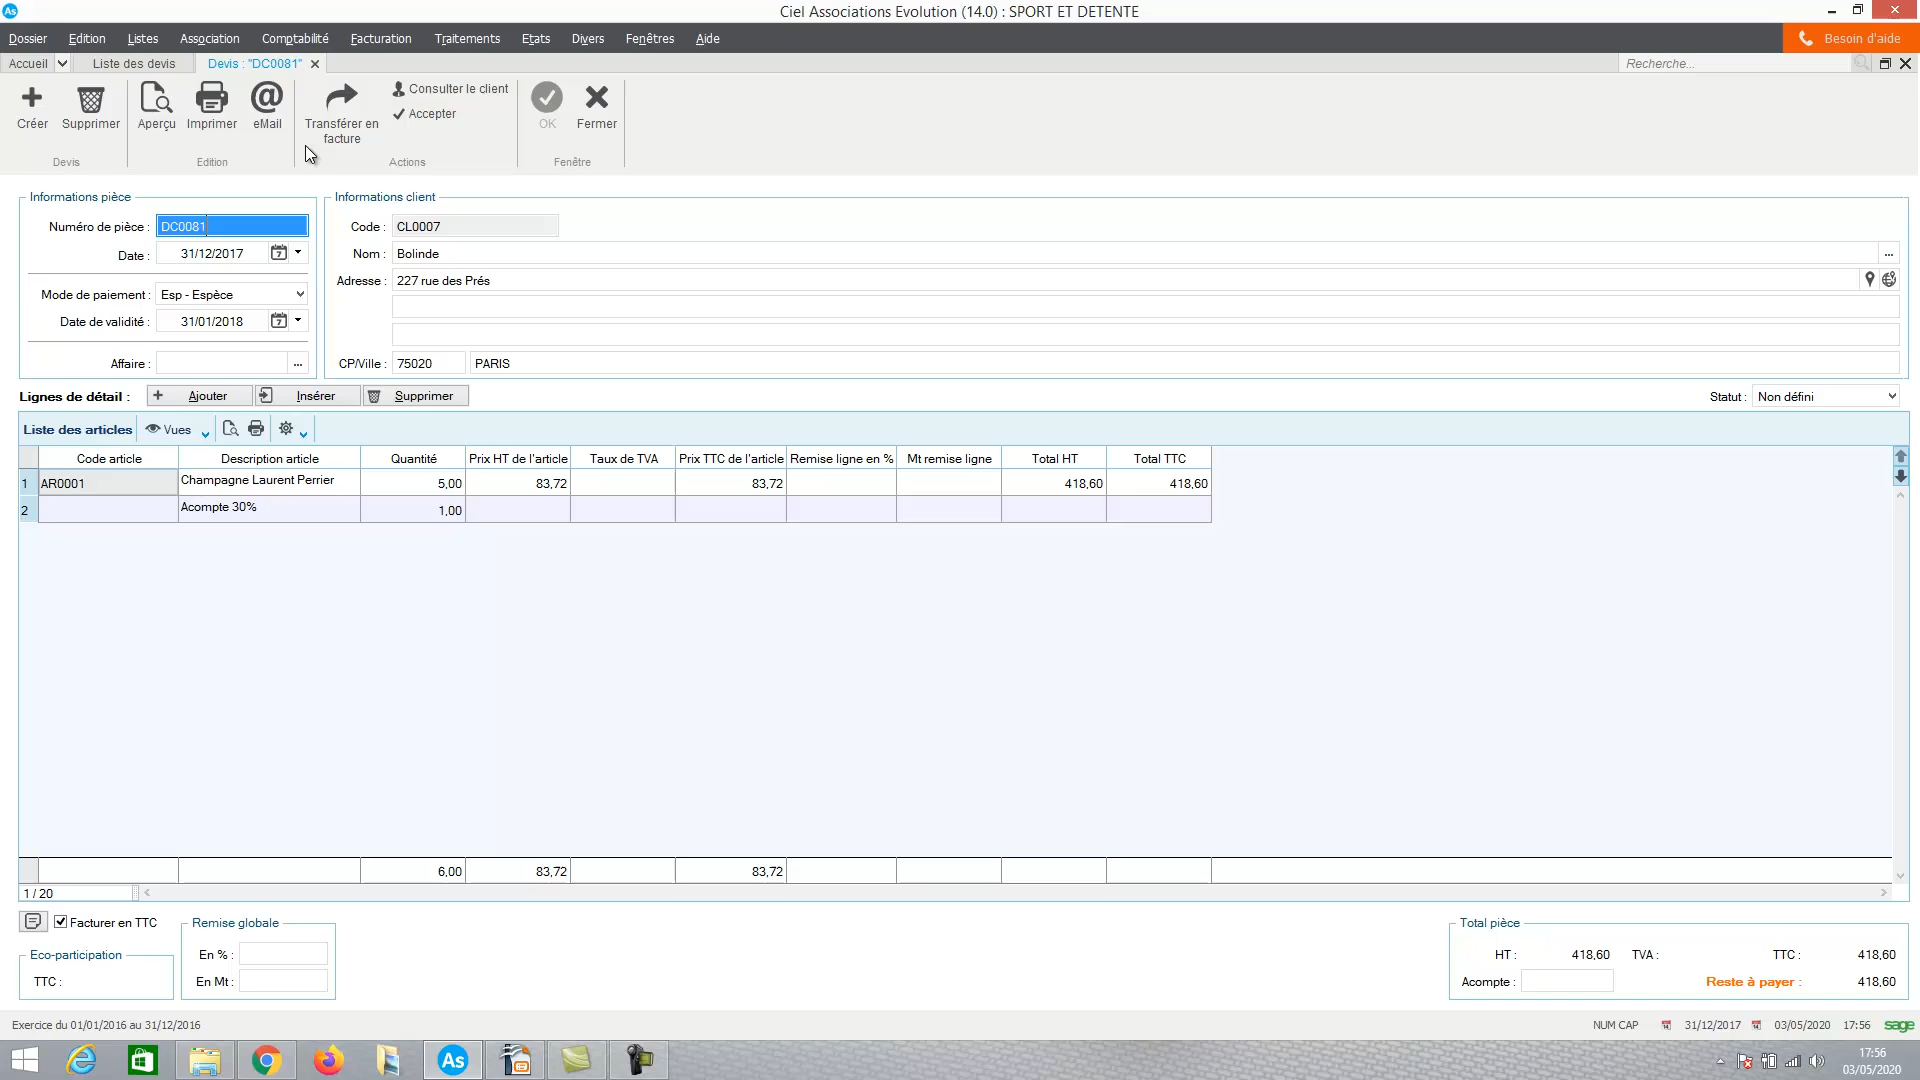 As Ciel Associations Evolution (14.0) : SPORT ET DETENTE
Dossier Edition Listes Association Comptabilité Facturation Traitements Etats Divers Fenêtres Aide Besoin d'aide
Accueil Liste des devis Devis : "DC0081" Recherche...
Créer Supprimer Aperçu Imprimer eMail Transférer en facture Consulter le client Accepter OK Fermer
Devis Edition Actions Fenêtre
Informations pièce
Numéro de pièce : DC0081
Date : 31/12/2017
Mode de paiement : Esp - Espèce
Date de validité : 31/01/2018
Affaire : ...
Informations client
Code : CL0007
Nom : Bolinde ...
Adresse : 227 rue des Prés
CP/Ville : 75020 PARIS
Lignes de détail : Ajouter Insérer Supprimer Statut : Non défini
Liste des articles Vues
Code article Description article Quantité Prix HT de l'article Taux de TVA Prix TTC de l'article Remise ligne en % Mt remise ligne Total HT Total TTC
1 AR0001 Champagne Laurent Perrier 5,00 83,72 83,72 418,60 418,60
2 Acompte 30% 1,00
6,00 83,72 83,72
1 / 20
Facturer en TTC
Eco-participation
TTC :
Remise globale
En % :
En Mt :
Total pièce
HT : 418,60 TVA : TTC : 418,60
Acompte : Reste à payer : 418,60
Exercice du 01/01/2016 au 31/12/2016 NUM CAP 31/12/2017 03/05/2020 17:56 sage
As 17:56
03/05/2020